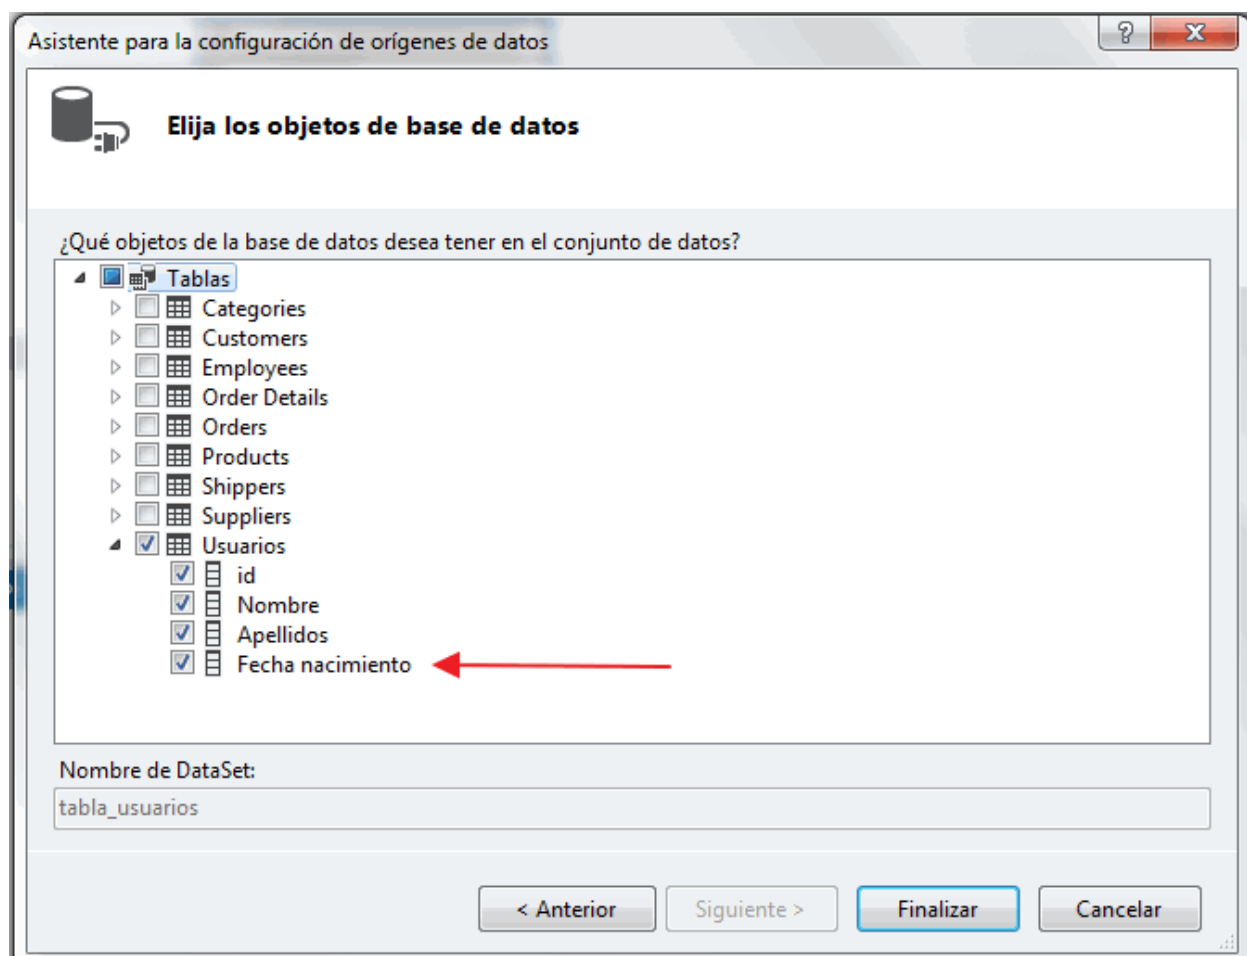 Asistente para la configuración de orígenes de datos
Elija los objetos de base de datos
¿Qué objetos de la base de datos desea tener en el conjunto de datos?
Tablas
Categories
Customers
Employees
Order Details
Orders
Products
Shippers
Suppliers
Usuarios
id
Nombre
Apellidos
Fecha nacimiento
Nombre de DataSet:
tabla_usuarios
< Anterior Siguiente > Finalizar Cancelar